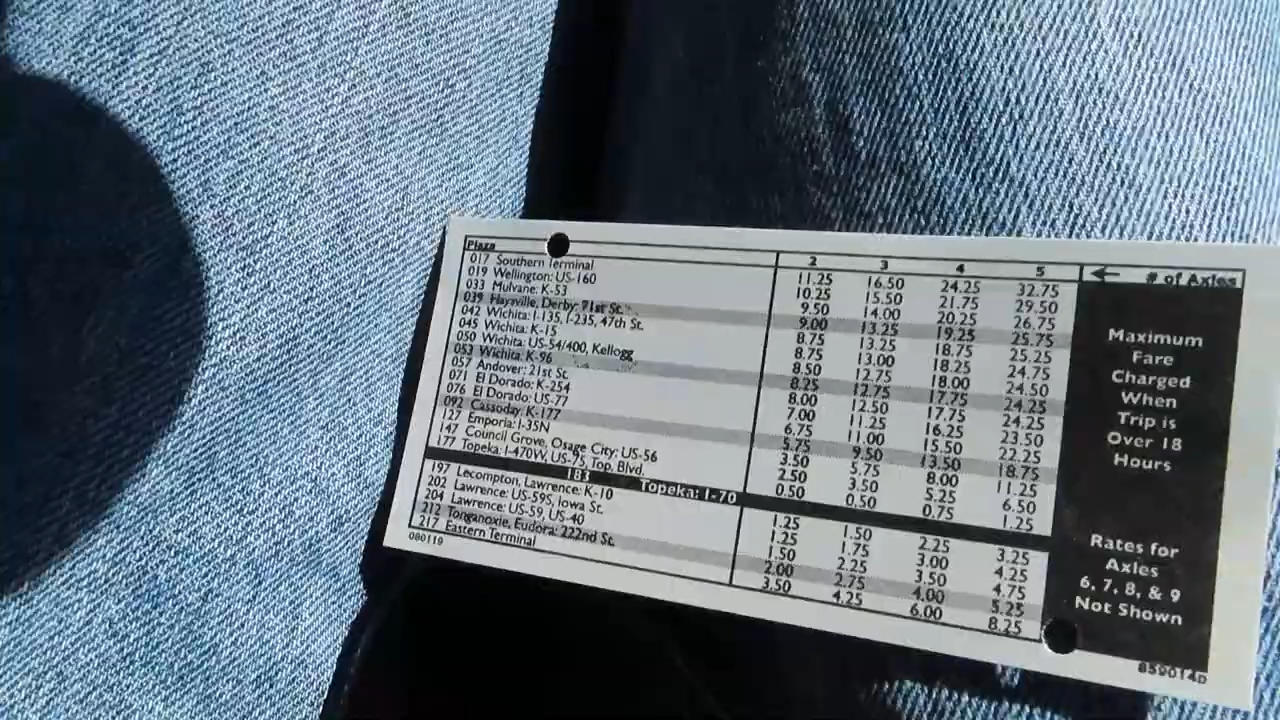 Plaza 2 3 4 5 ← # of Axles
017 Southern Terminal 11.25 16.50 24.25 32.75
019 Wellington: US-160 10.25 15.50 21.75 29.50
033 Mulvane: K-53 9.50 14.00 20.25 26.75
039 Haysville, Derby: 71st St. 9.00 13.25 19.25 25.75
042 Wichita: I-135, I-235, 47th St. 8.75 13.25 18.75 25.25
045 Wichita: K-15 8.75 13.00 18.25 24.75
050 Wichita: US-54/400, Kellogg 8.50 12.75 18.00 24.50
053 Wichita: K-96 8.25 12.75 17.75 24.25
057 Andover: 21st St. 8.00 12.50 17.75 24.25
071 El Dorado: K-254 7.00 11.25 16.25 23.50
076 El Dorado: US-77 6.75 11.00 15.50 22.25
092 Cassoday: K-177 5.75 9.50 13.50 18.75
127 Emporia: I-35N 3.50 5.75 8.00 11.25
147 Council Grove, Osage City: US-56 2.50 3.50 5.25 6.50
177 Topeka: I-470W, US-75, Top. Blvd. 0.50 0.50 0.75 1.25
183 Topeka: I-70
197 Lecompton, Lawrence: K-10 1.25 1.50 2.25 3.25
202 Lawrence: US-59S, Iowa St. 1.25 1.75 3.00 4.25
204 Lawrence: US-59, US-40 1.50 2.25 3.50 4.75
212 Tonganoxie, Eudora: 222nd St. 2.00 2.75 4.00 5.25
217 Eastern Terminal 3.50 4.25 6.00 8.25
080119
Maximum
Fare
Charged
When
Trip is
Over 18
Hours
Rates for
Axles
6, 7, 8, & 9
Not Shown
859014D